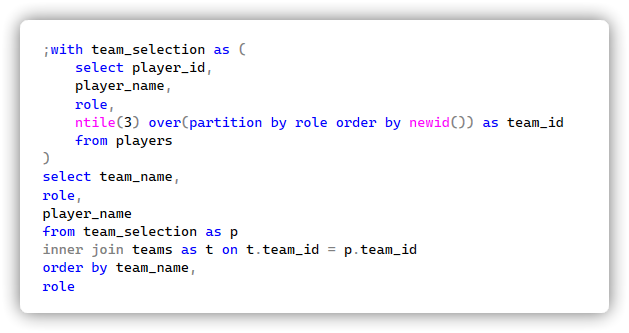 ;with team_selection as (
    select player_id,
    player_name,
    role,
    ntile(3) over(partition by role order by newid()) as team_id
    from players
)
select team_name,
role,
player_name
from team_selection as p
inner join teams as t on t.team_id = p.team_id
order by team_name,
role